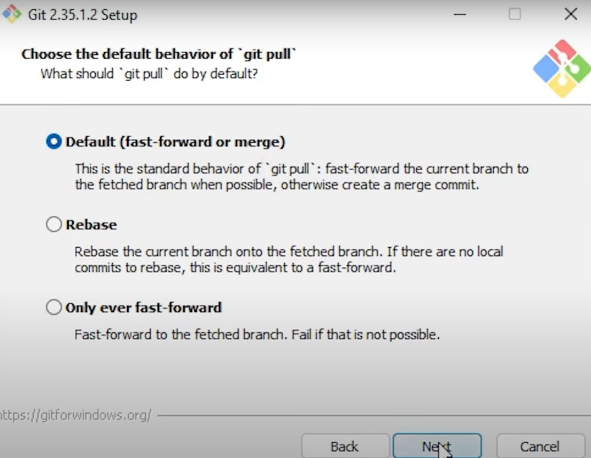 Git 2.35.1.2 Setup
Choose the default behavior of `git pull`
What should `git pull` do by default?
Default (fast-forward or merge)
This is the standard behavior of `git pull`: fast-forward the current branch to
the fetched branch when possible, otherwise create a merge commit.
Rebase
Rebase the current branch onto the fetched branch. If there are no local
commits to rebase, this is equivalent to a fast-forward.
Only ever fast-forward
Fast-forward to the fetched branch. Fail if that is not possible.
https://gitforwindows.org/
Back
Next
Cancel